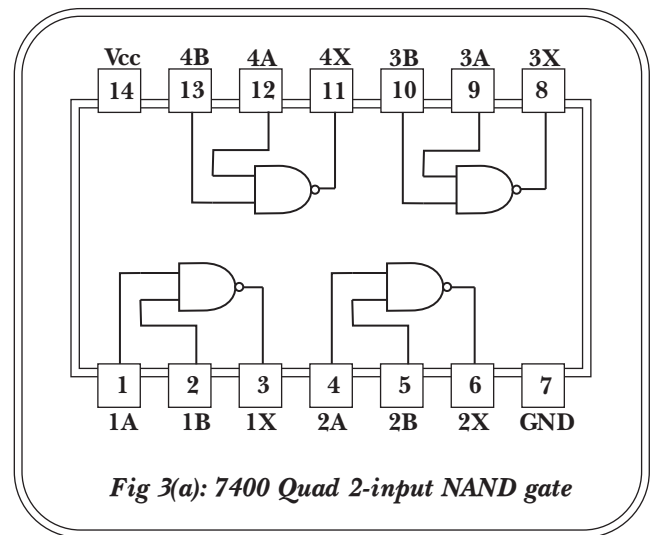 Vcc 4B 4A 4X 3B 3A 3X
14 13 12 11 10 9 8
1 2 3 4 5 6 7
1A 1B 1X 2A 2B 2X GND
Fig 3(a): 7400 Quad 2-input NAND gate